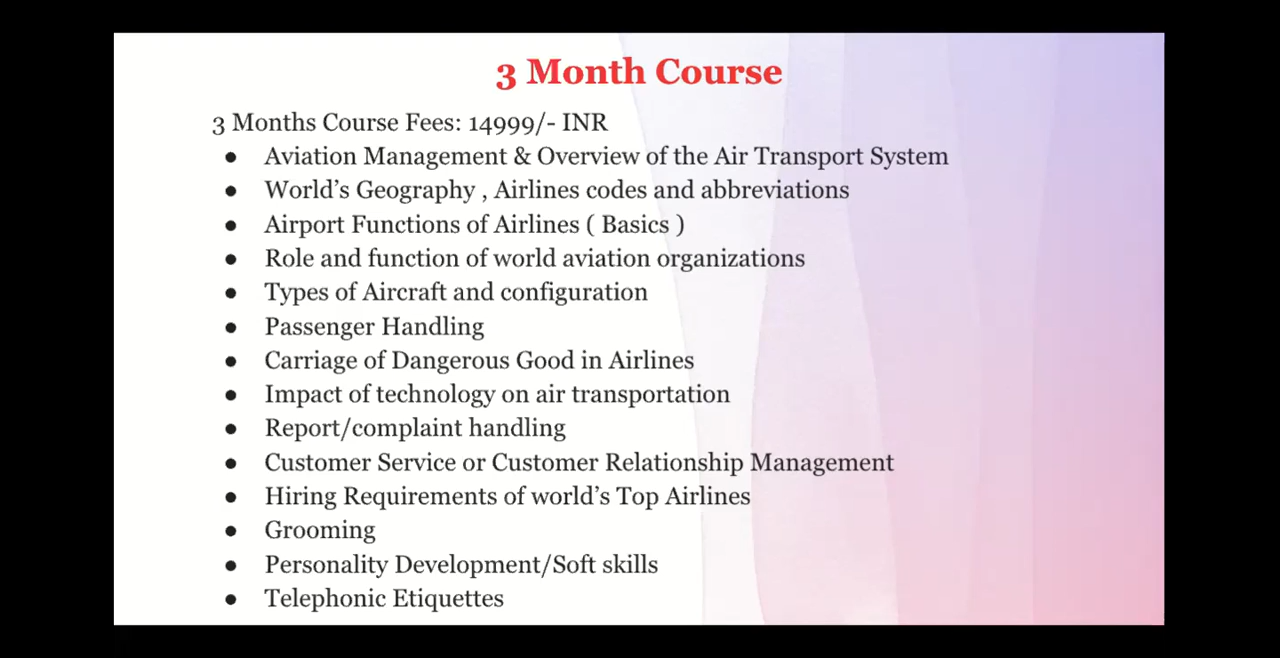 3 Month Course
3 Months Course Fees: 14999/- INR
● Aviation Management & Overview of the Air Transport System
● World's Geography , Airlines codes and abbreviations
● Airport Functions of Airlines ( Basics )
● Role and function of world aviation organizations
● Types of Aircraft and configuration
● Passenger Handling
● Carriage of Dangerous Good in Airlines
● Impact of technology on air transportation
● Report/complaint handling
● Customer Service or Customer Relationship Management
● Hiring Requirements of world's Top Airlines
● Grooming
● Personality Development/Soft skills
● Telephonic Etiquettes